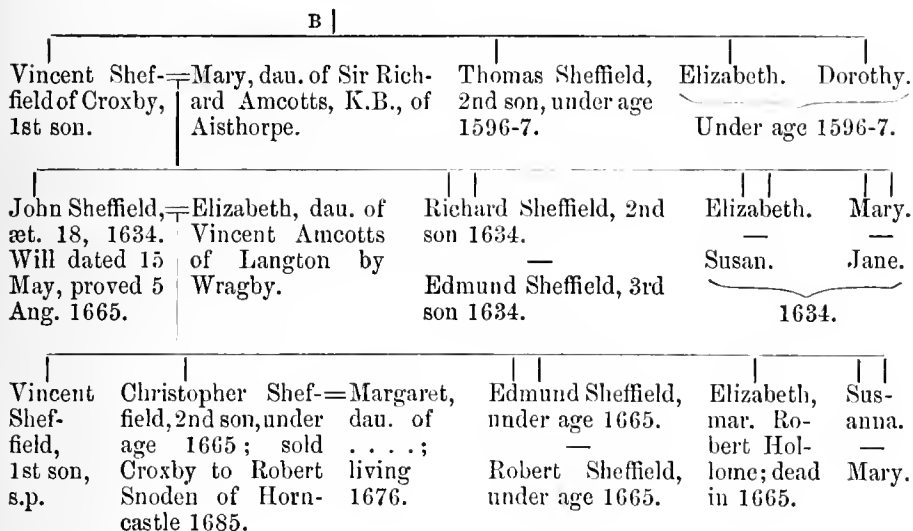 B
Vincent Shef-
field of Croxby,
1st son.
Mary, dau. of Sir Rich-
ard Amcotts, K.B., of
Aisthorpe.
Thomas Sheffield,
2nd son, under age
1596-7.
Elizabeth. Dorothy.
Under age 1596-7.
John Sheffield,
æt. 18, 1634.
Will dated 15
May, proved 5
Ang. 1665.
Elizabeth, dau. of
Vincent Amcotts
of Langton by
Wragby.
Richard Sheffield, 2nd
son 1634.
—
Edmund Sheffield, 3rd
son 1634.
Elizabeth.
—
Susan.
Mary.
—
Jane.
1634.
Vincent
Shef-
field,
1st son,
s.p.
Christopher Shef-
field, 2nd son, under
age 1665; sold
Croxby to Robert
Snoden of Horn-
castle 1685.
Margaret,
dau. of
. . . . ;
living
1676.
Edmund Sheffield,
under age 1665.
—
Robert Sheffield,
under age 1665.
Elizabeth,
mar. Ro-
bert Hol-
lome; dead
in 1665.
Sus-
anna.
—
Mary.